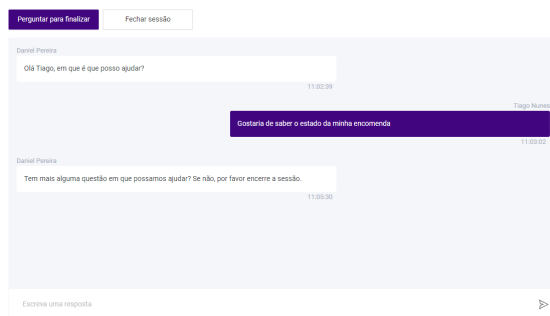 Perguntar para finalizar
Fechar sessão
Daniel Pereira
Olá Tiago, em que é que posso ajudar?
11:02:39
Tiago Nunes
Gostaria de saber o estado da minha encomenda
11:03:02
Daniel Pereira
Tem mais alguma questão em que possamos ajudar? Se não, por favor encerre a sessão.
11:05:30
Escreva uma resposta